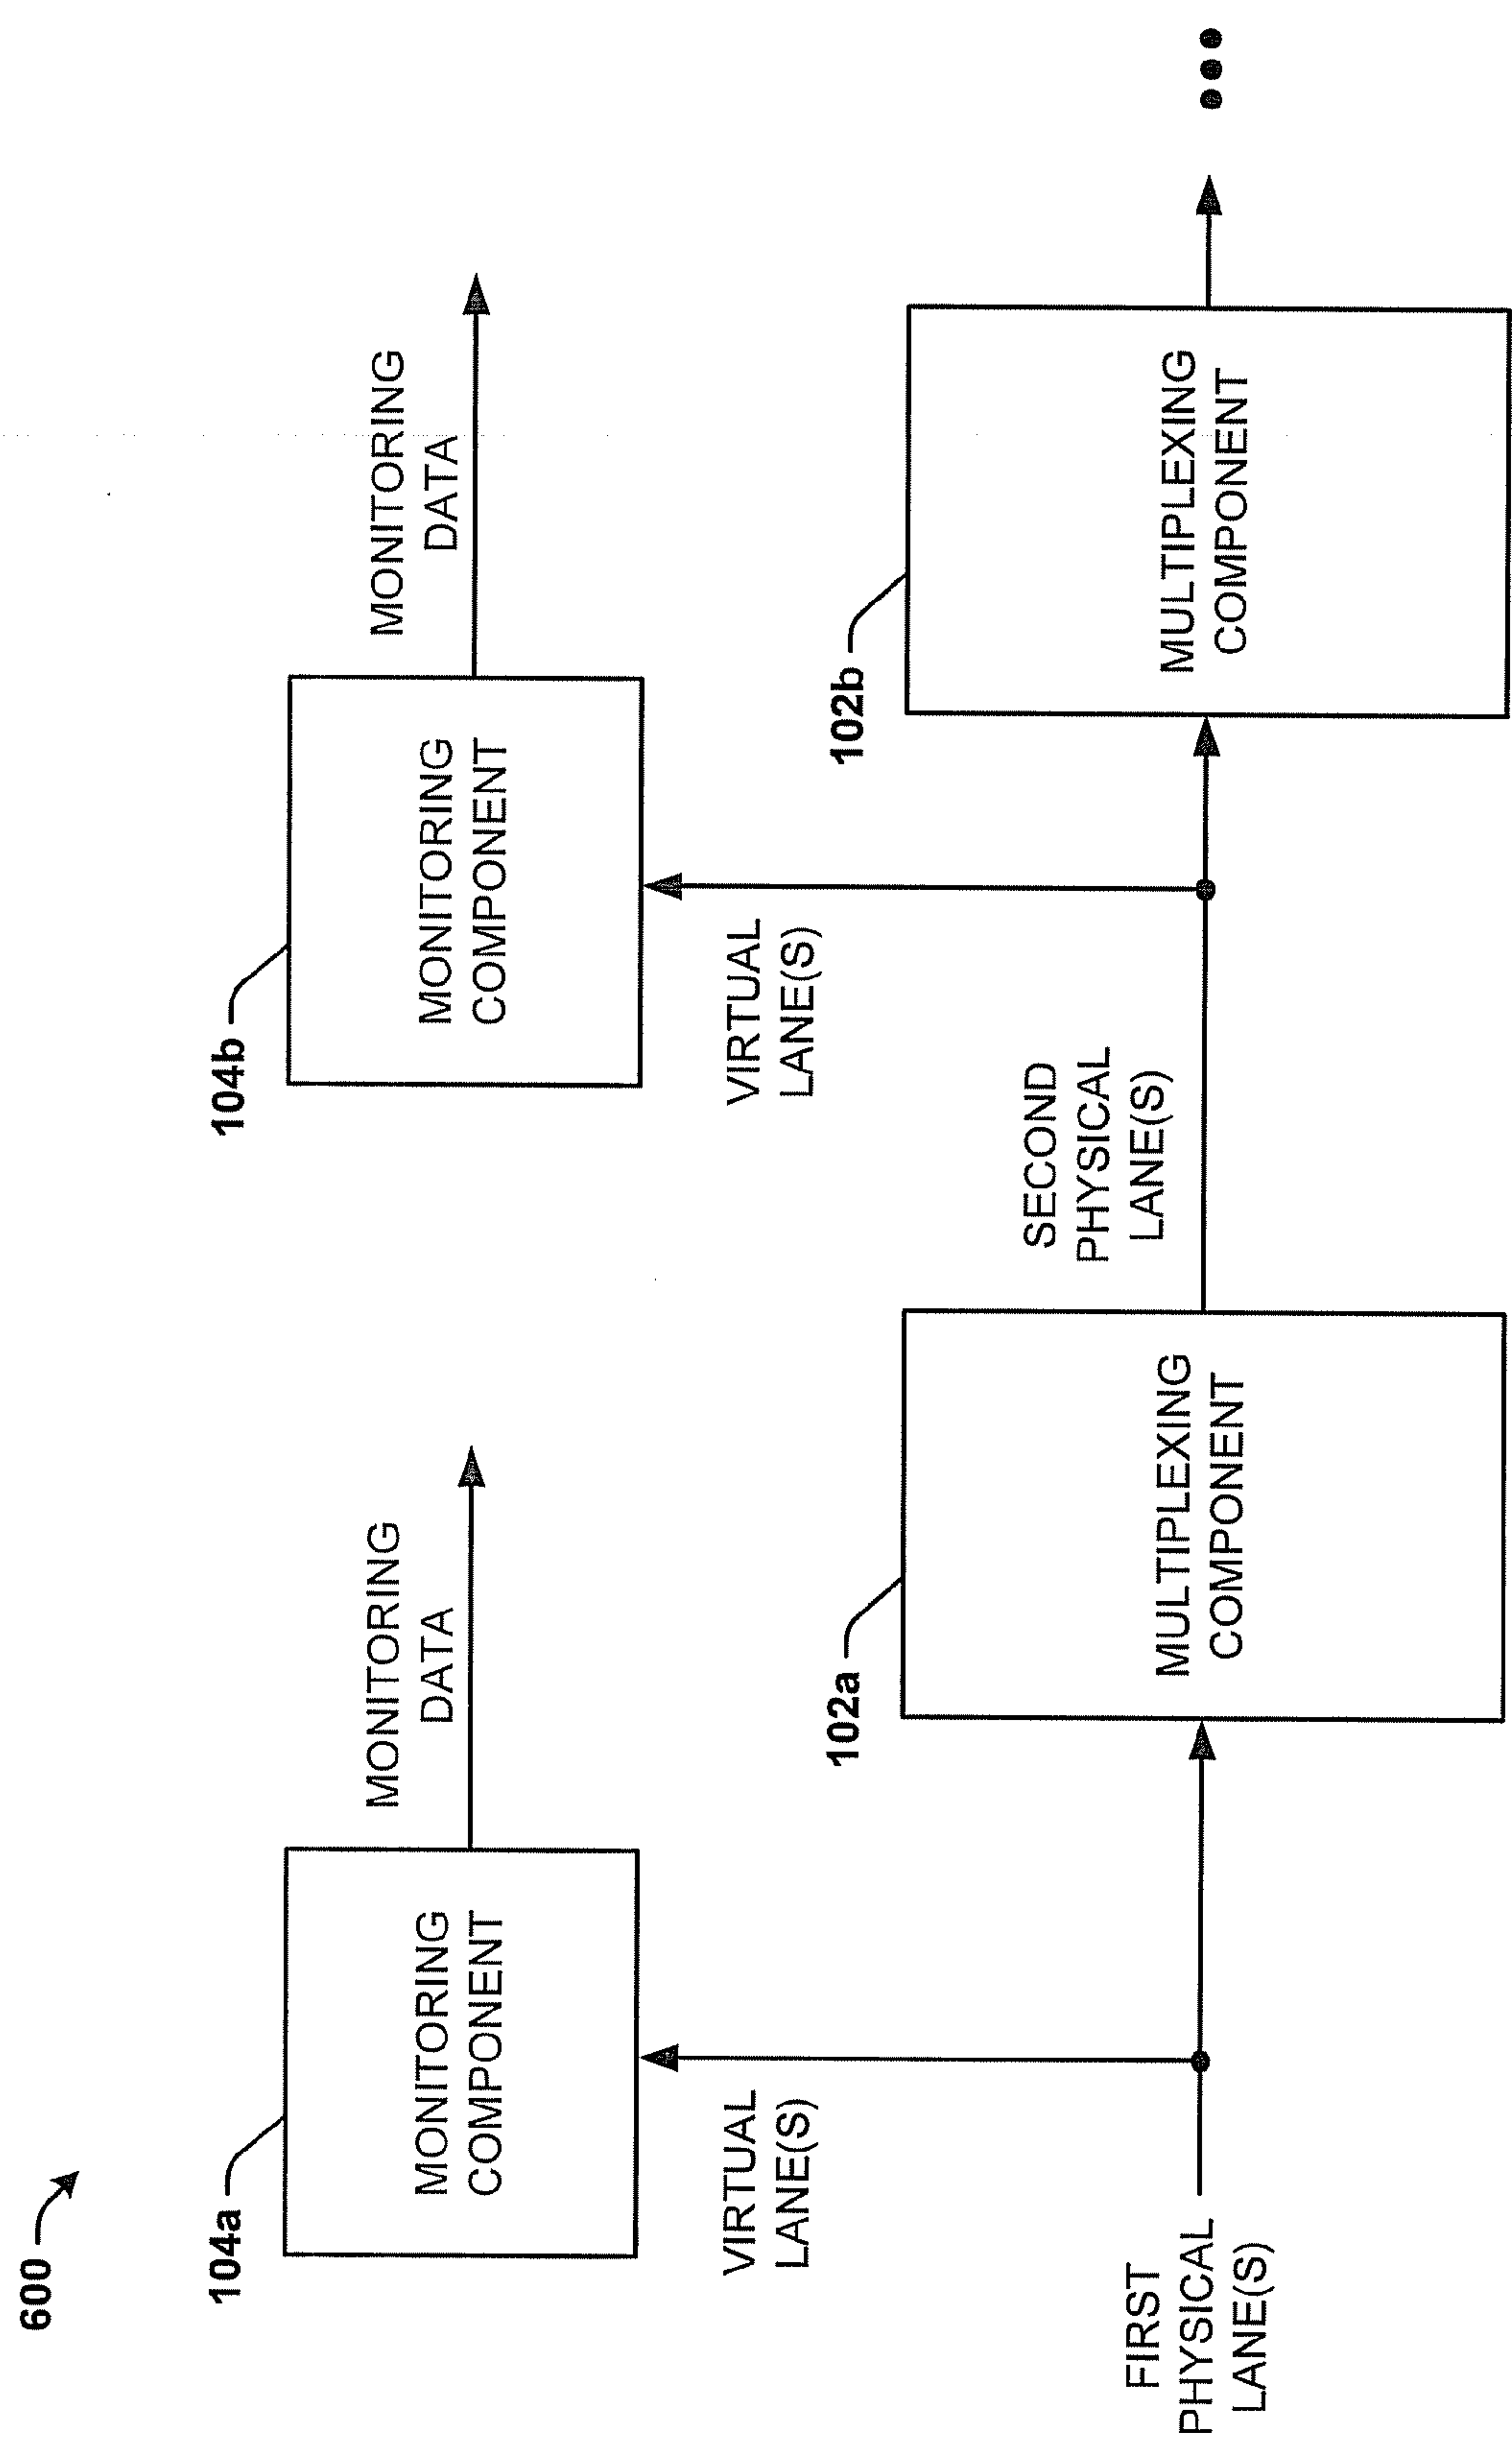 600
104a
MONITORING
COMPONENT
MONITORING
DATA
104b
MONITORING
COMPONENT
MONITORING
DATA
VIRTUAL
LANE(S)
VIRTUAL
LANE(S)
FIRST
PHYSICAL
LANE(S)
102a
MULTIPLEXING
COMPONENT
SECOND
PHYSICAL
LANE(S)
102b
MULTIPLEXING
COMPONENT